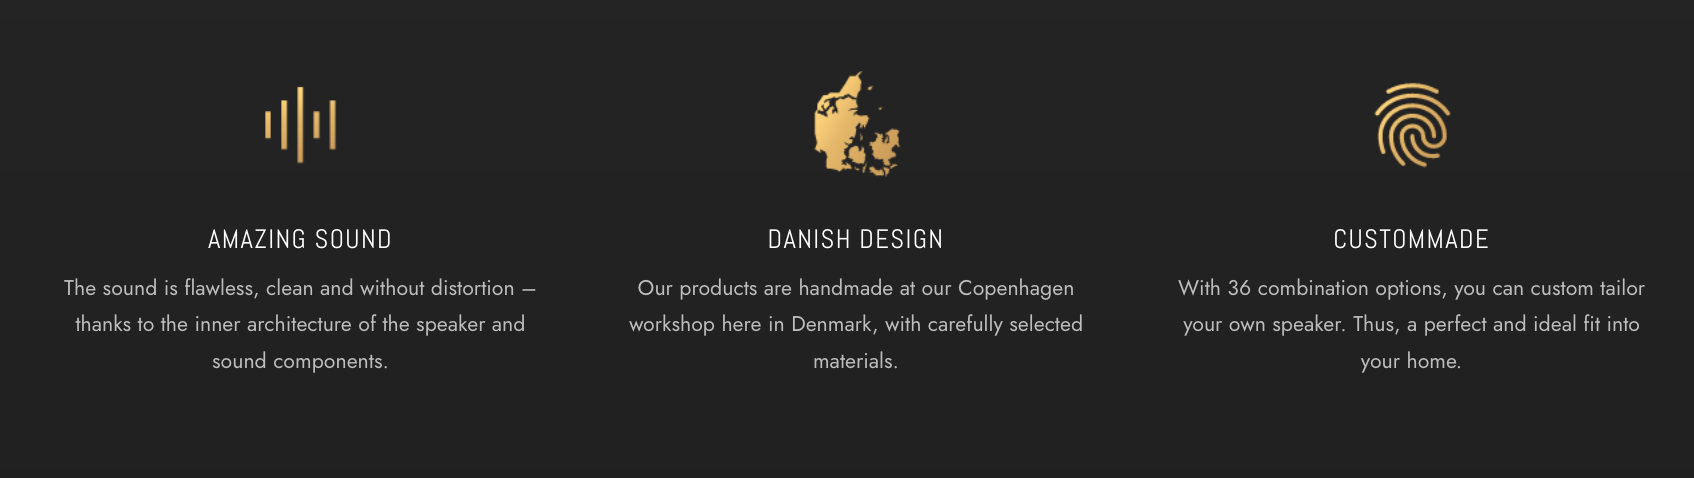 AMAZING SOUND
The sound is flawless, clean and without distortion –
thanks to the inner architecture of the speaker and
sound components.
DANISH DESIGN
Our products are handmade at our Copenhagen
workshop here in Denmark, with carefully selected
materials.
CUSTOMMADE
With 36 combination options, you can custom tailor
your own speaker. Thus, a perfect and ideal fit into
your home.